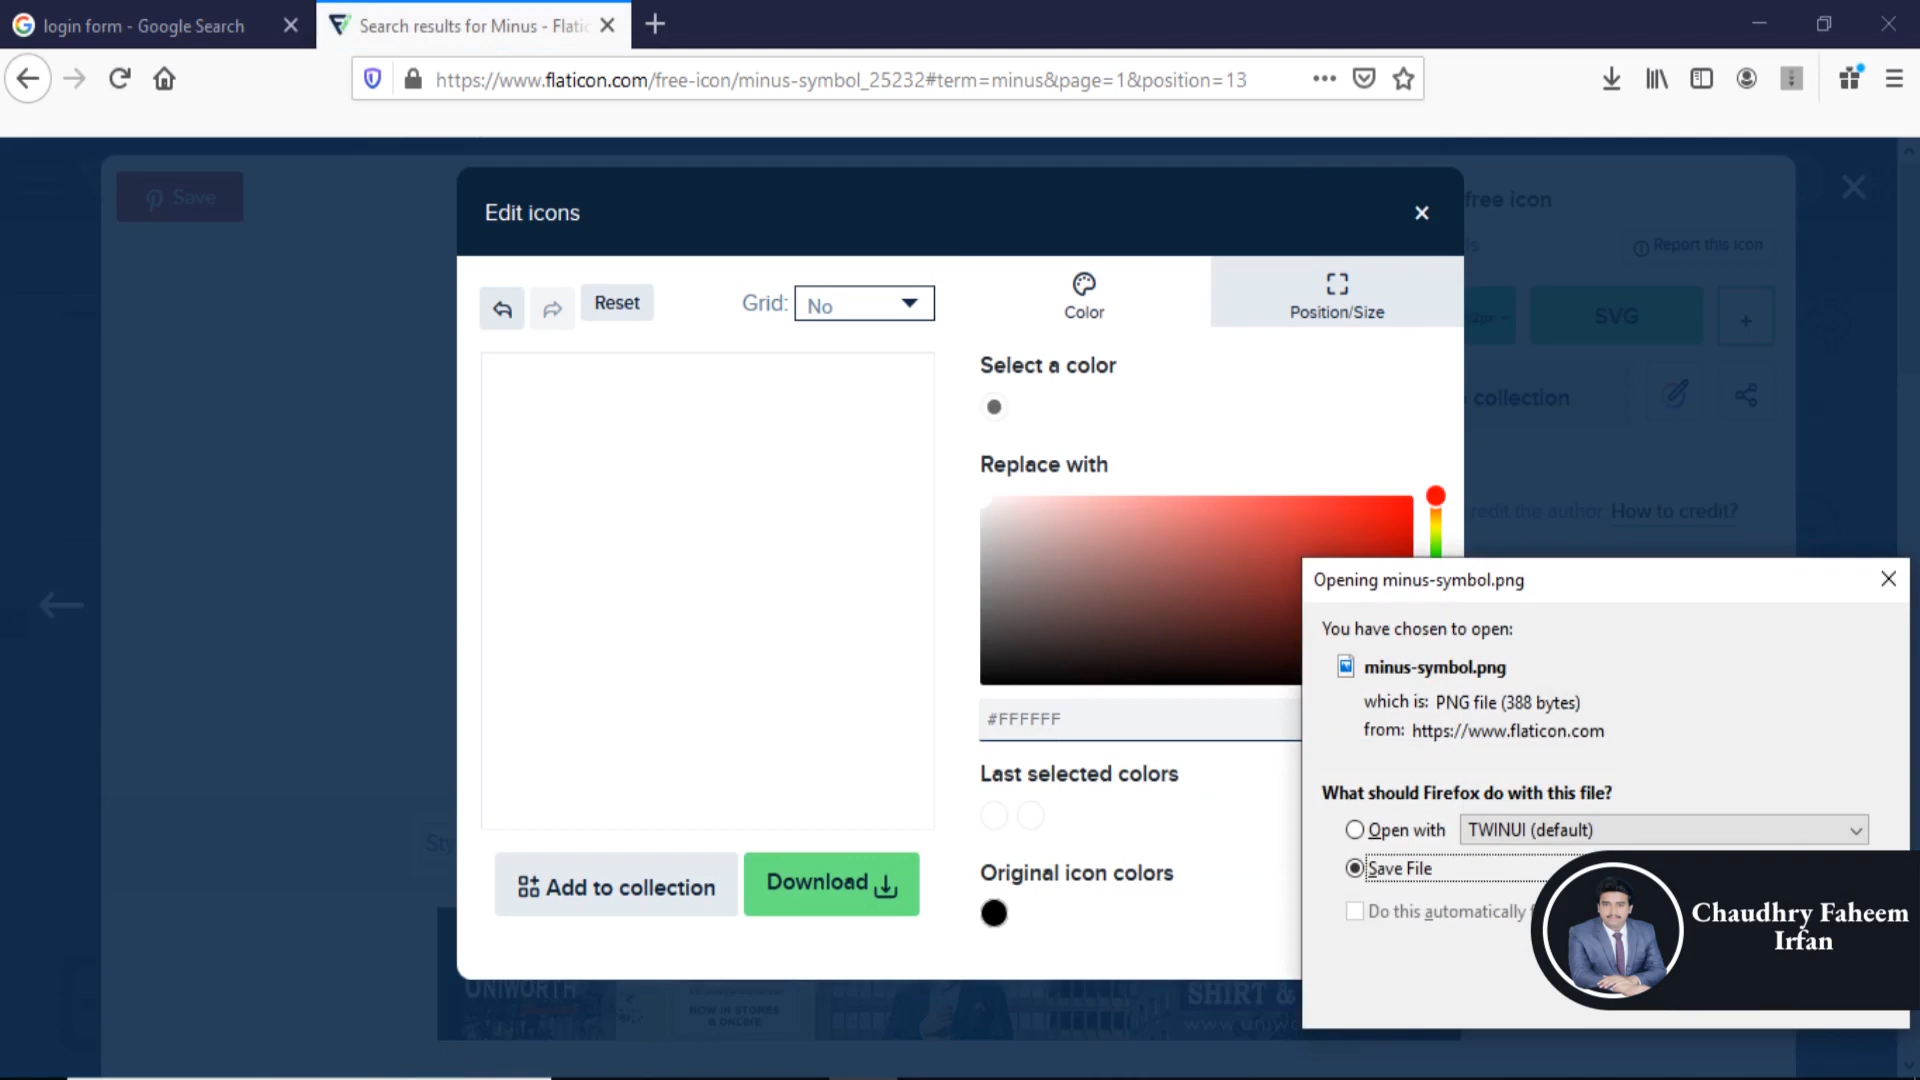 login form - Google Search
Search results for Minus - Flatic
https://www.flaticon.com/free-icon/minus-symbol_25232#term=minus&page=1&position=13
Save
Edit icons
free icon
Report this icon
Reset
Grid: No
Color
Position/Size
SVG
Select a color
collection
Replace with
redit the author How to credit?
Opening minus-symbol.png
You have chosen to open:
minus-symbol.png
which is: PNG file (388 bytes)
from: https://www.flaticon.com
#FFFFFF
Last selected colors
What should Firefox do with this file?
Open with TWINUI (default)
Save File
Do this automatically f
Add to collection
Download
Original icon colors
Chaudhry Faheem
Irfan
UNIWORTH
NOW IN STORES
& ONLINE
SHIRT &